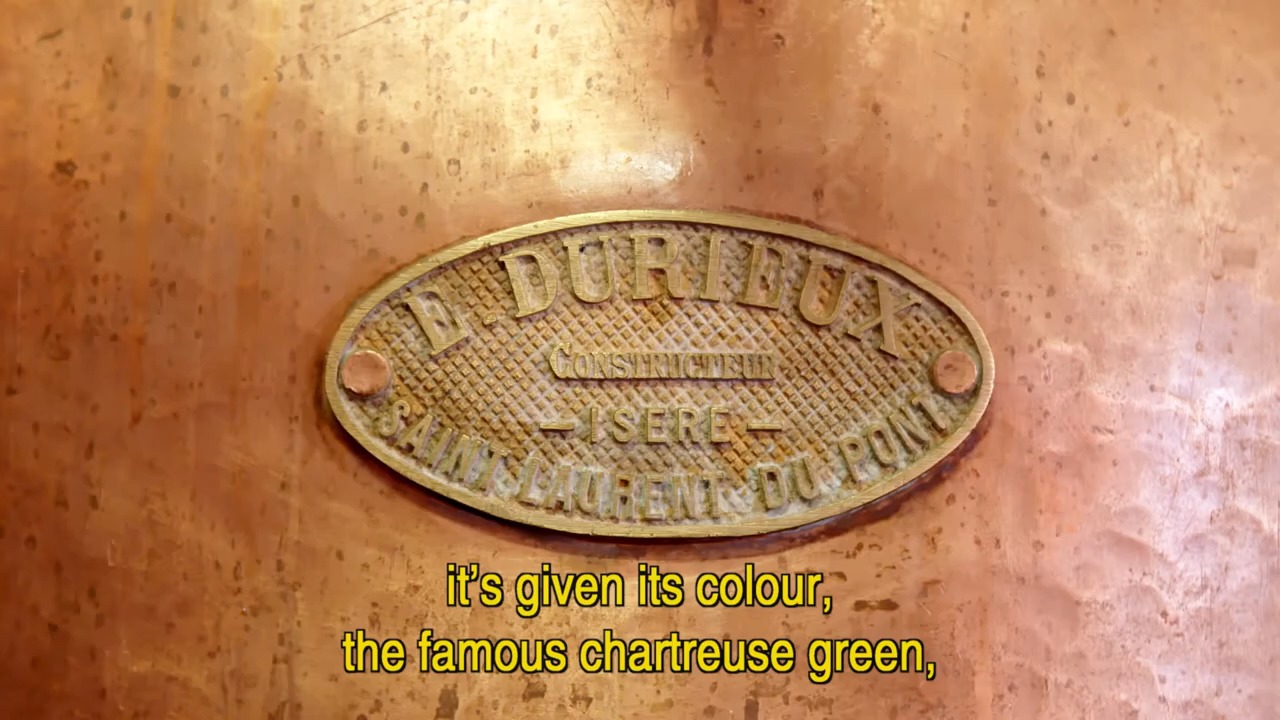 E. DURIEUX
CONSTRUCTEUR
—ISERE—
SAINT LAURENT DU PONT
it's given its colour,
the famous chartreuse green,